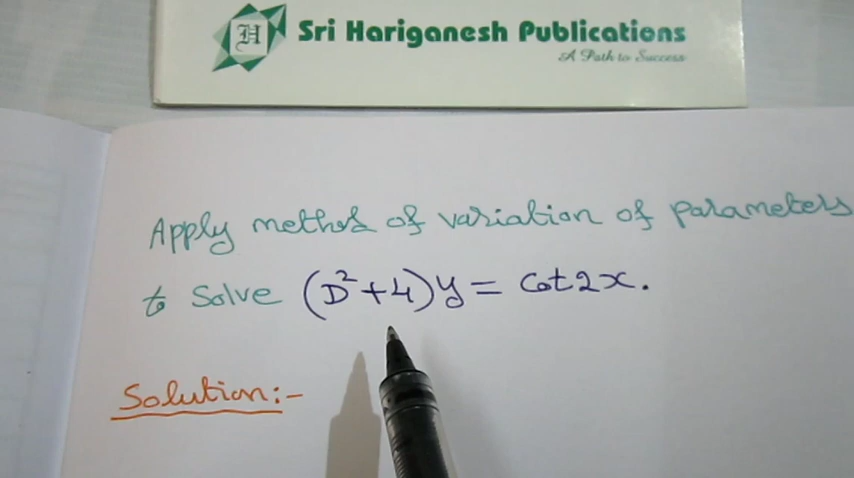 H Sri Hariganesh Publications
A Path to Success
Apply method of variation of parameters
to Solve (D²+4)y = Cot2x.
Solution:-